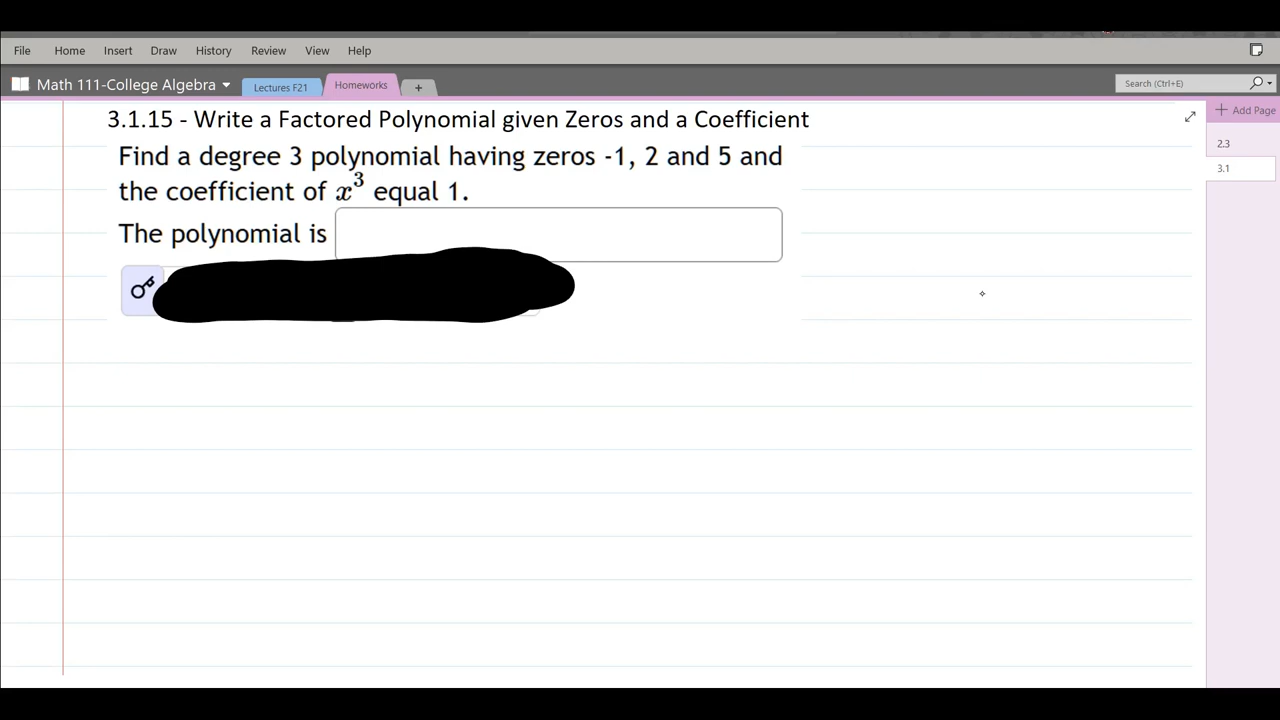 File Home Insert Draw History Review View Help
Math 111-College Algebra Lectures F21 Homeworks + Search (Ctrl+E)
3.1.15 - Write a Factored Polynomial given Zeros and a Coefficient
+ Add Page
Find a degree 3 polynomial having zeros -1, 2 and 5 and
2.3
the coefficient of x³ equal 1.
3.1
The polynomial is